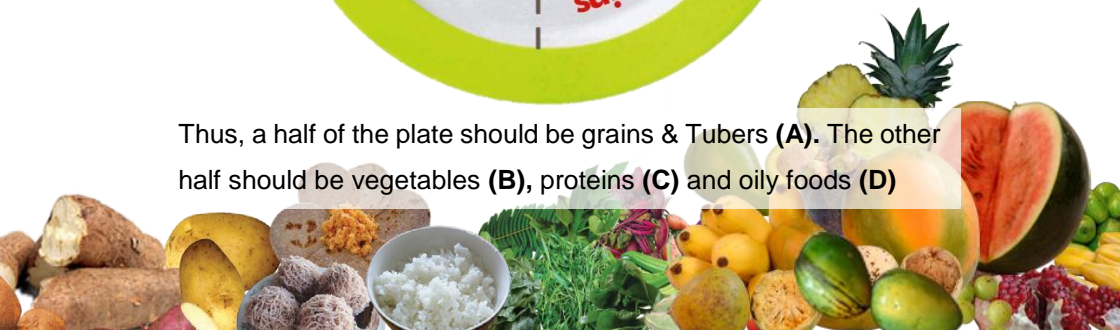 Thus, a half of the plate should be grains & Tubers (A). The other
half should be vegetables (B), proteins (C) and oily foods (D)